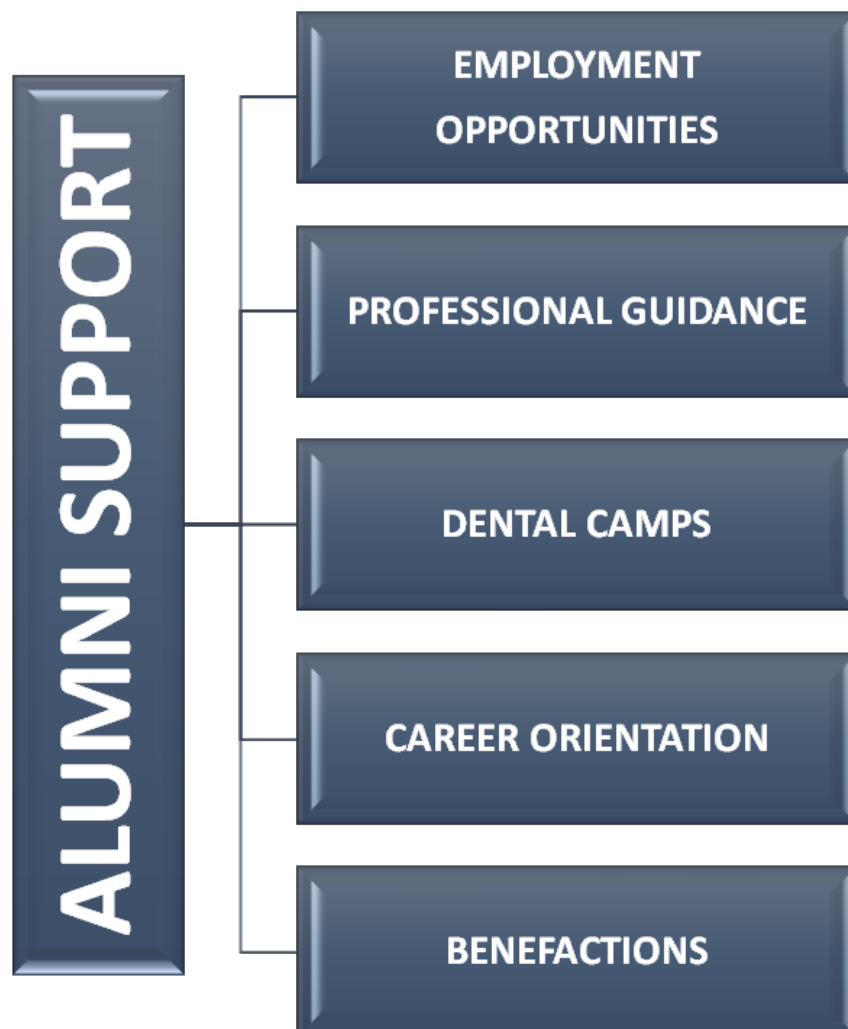 ALUMNI SUPPORT
EMPLOYMENT
OPPORTUNITIES
PROFESSIONAL GUIDANCE
DENTAL CAMPS
CAREER ORIENTATION
BENEFACTIONS